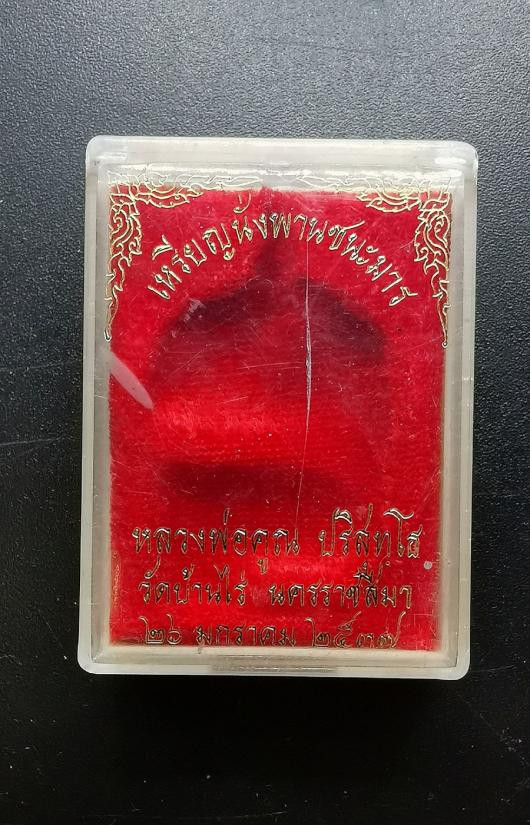 เหรียญนั่งพานชนะมาร
หลวงพ่อคูณ ปริสุทฺโธ
วัดบ้านไร่ นครราชสีมา
๒๖ มกราคม ๒๕๓๗